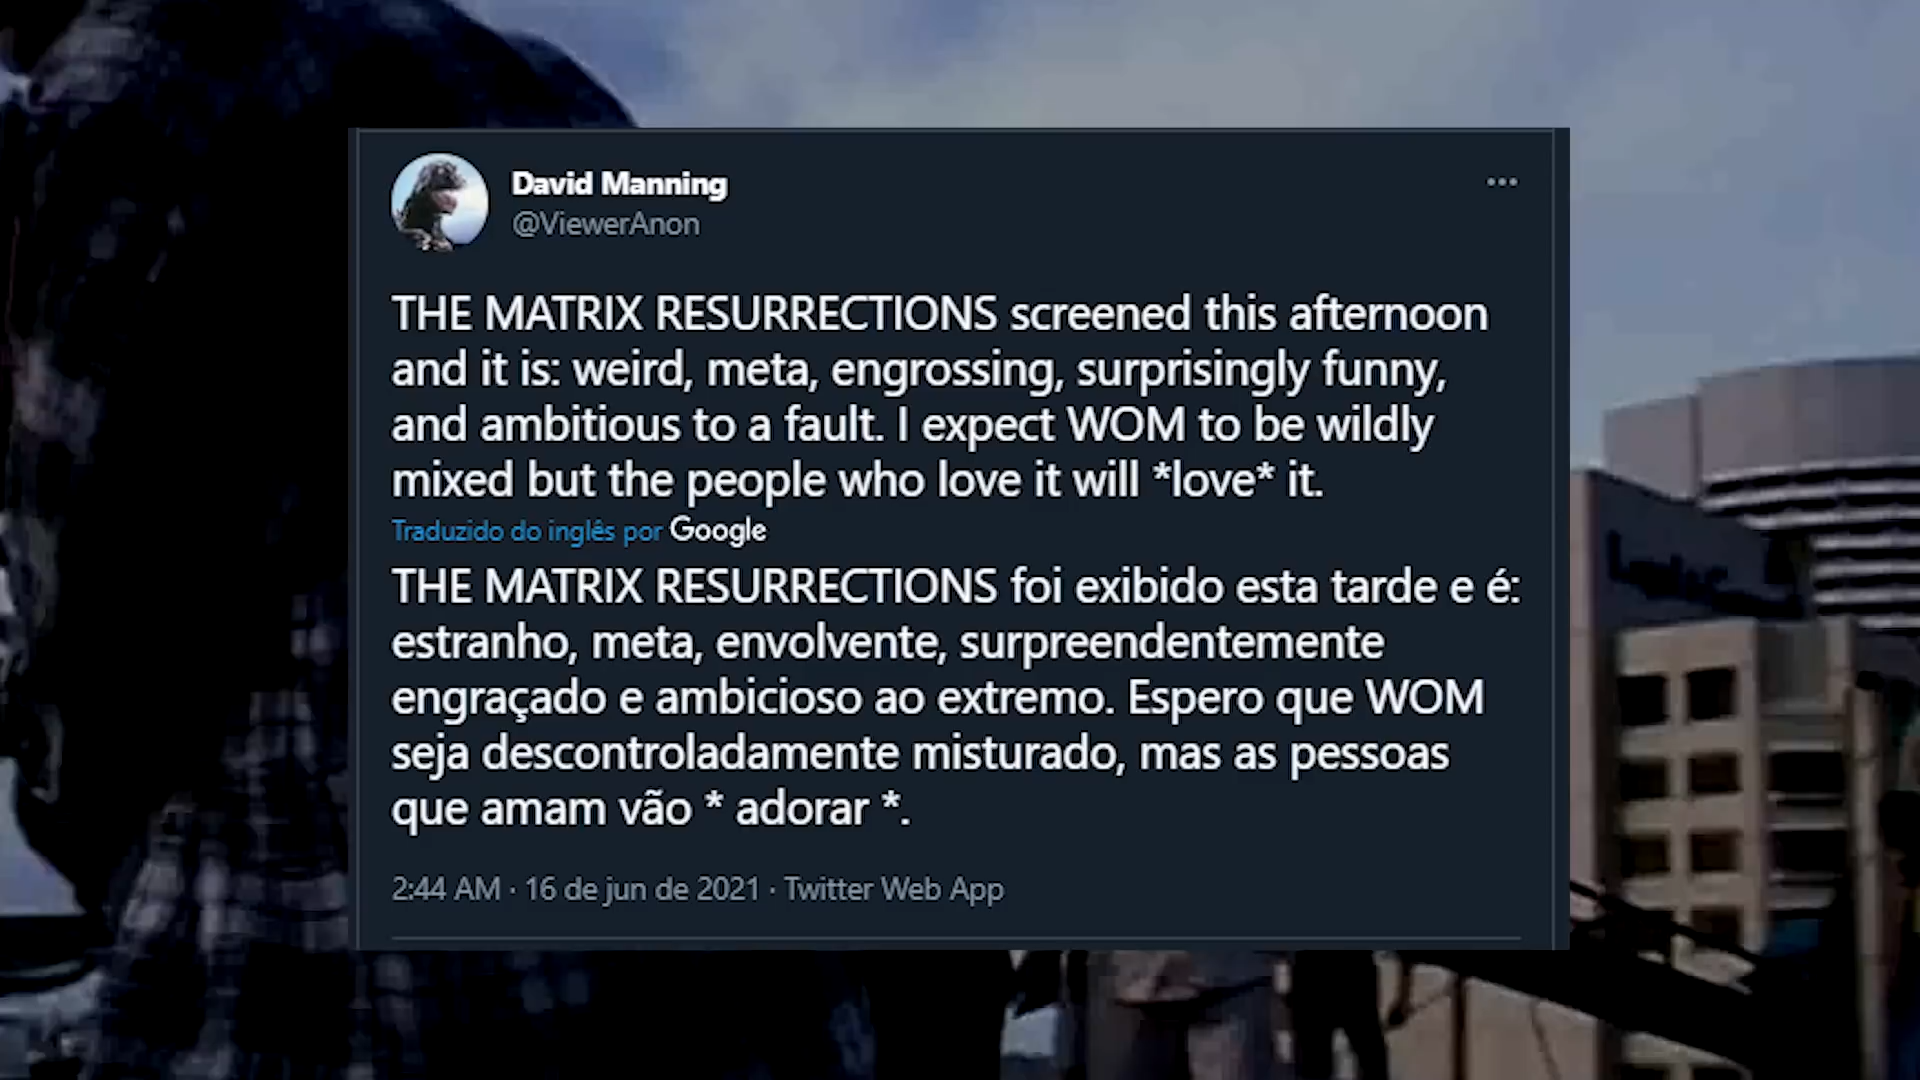 David Manning
@ViewerAnon
THE MATRIX RESURRECTIONS screened this afternoon
and it is: weird, meta, engrossing, surprisingly funny,
and ambitious to a fault. I expect WOM to be wildly
mixed but the people who love it will *love* it.
Traduzido do inglês por Google
THE MATRIX RESURRECTIONS foi exibido esta tarde e é:
estranho, meta, envolvente, surpreendentemente
engraçado e ambicioso ao extremo. Espero que WOM
seja descontroladamente misturado, mas as pessoas
que amam vão * adorar *.
2:44 AM · 16 de jun de 2021 · Twitter Web App